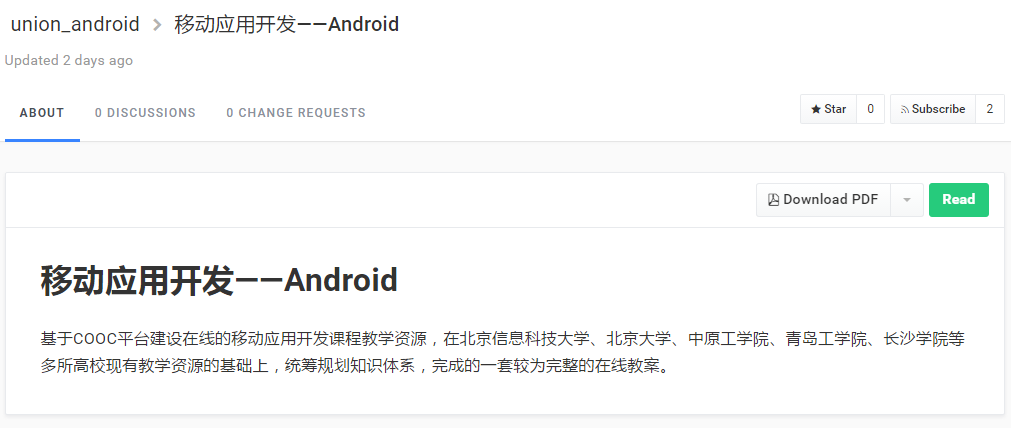 union_android > 移动应用开发——Android
Updated 2 days ago
ABOUT 0 DISCUSSIONS 0 CHANGE REQUESTS Star 0 Subscribe 2
Download PDF Read
移动应用开发——Android
基于COOC平台建设在线的移动应用开发课程教学资源，在北京信息科技大学、北京大学、中原工学院、青岛工学院、长沙学院等
多所高校现有教学资源的基础上，统筹规划知识体系，完成的一套较为完整的在线教案。